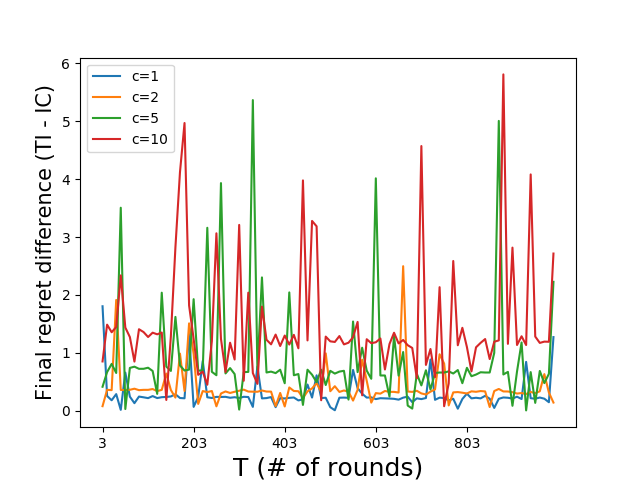 6
5
4
3
2
1
0
Final regret difference (TI - IC)
c=1
c=2
c=5
c=10
3 203 403 603 803
T (# of rounds)